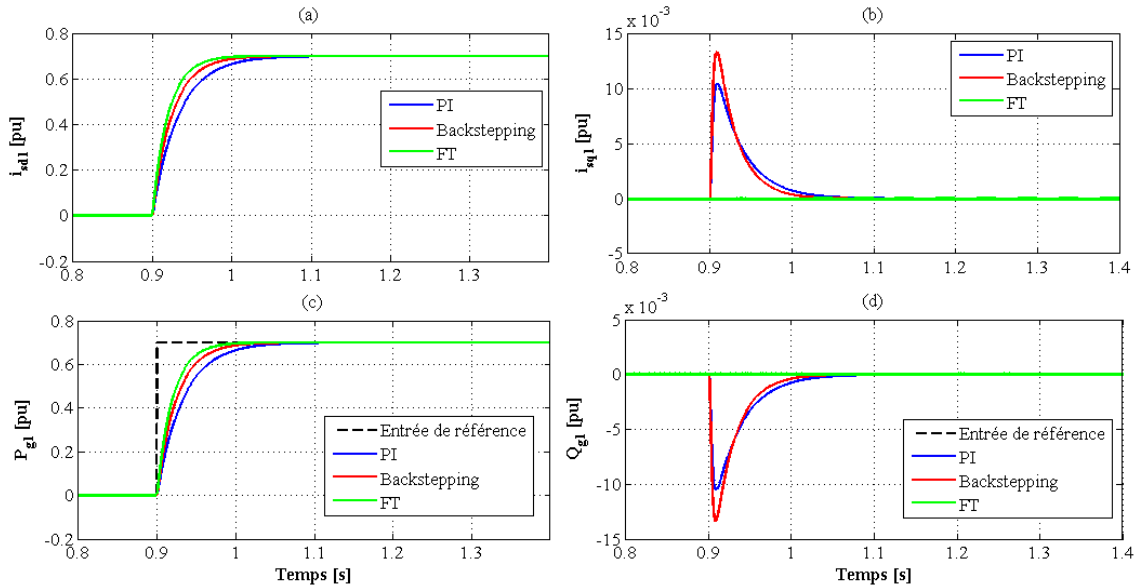 (a)
0.8
0.6
0.4
0.2
0
-0.2
i_sd1 [pu]
PI
Backstepping
FT
0.8 0.9 1 1.1 1.2 1.3
(b)
x 10^-3
15
10
5
0
-5
i_sq1 [pu]
PI
Backstepping
FT
0.8 0.9 1 1.1 1.2 1.3 1.4
(c)
0.8
0.6
0.4
0.2
0
-0.2
P_g1 [pu]
Entrée de référence
PI
Backstepping
FT
0.8 0.9 1 1.1 1.2 1.3
Temps [s]
(d)
x 10^-3
5
0
-5
-10
-15
Q_g1 [pu]
Entrée de référence
PI
Backstepping
FT
0.8 0.9 1 1.1 1.2 1.3 1.4
Temps [s]